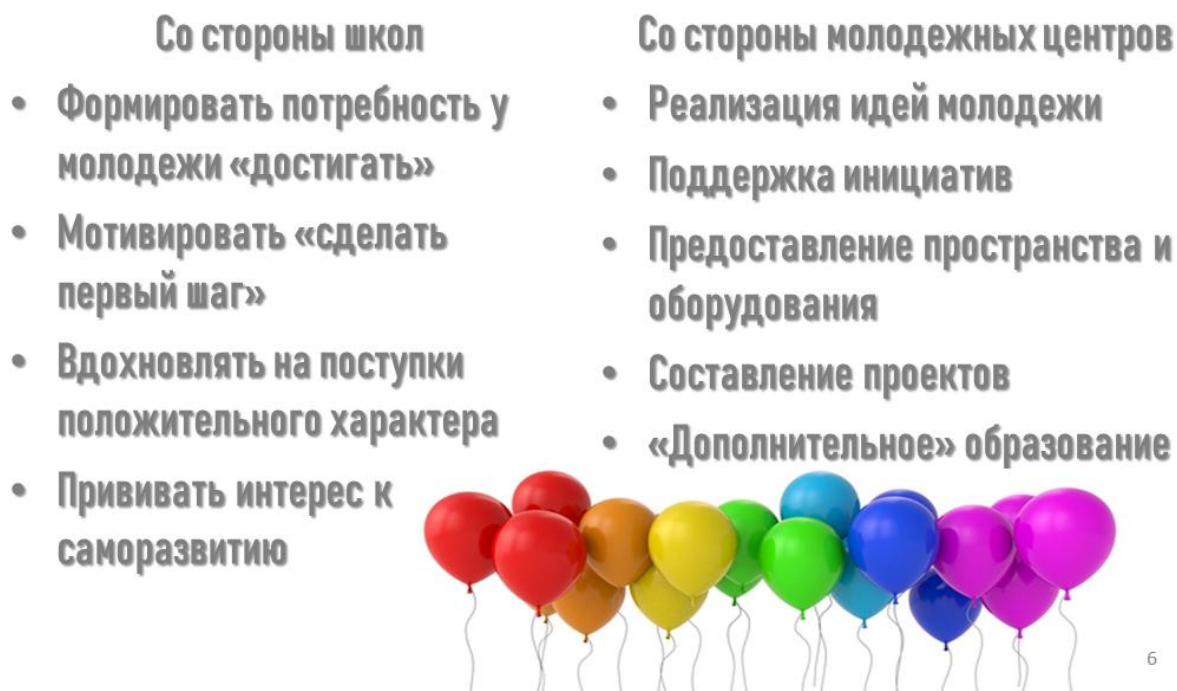 Со стороны школ
• Формировать потребность у
молодежи «достигать»
• Мотивировать «сделать
первый шаг»
• Вдохновлять на поступки
положительного характера
• Прививать интерес к
саморазвитию
Со стороны молодежных центров
• Реализация идей молодежи
• Поддержка инициатив
• Предоставление пространства и
оборудования
• Составление проектов
• «Дополнительное» образование
6